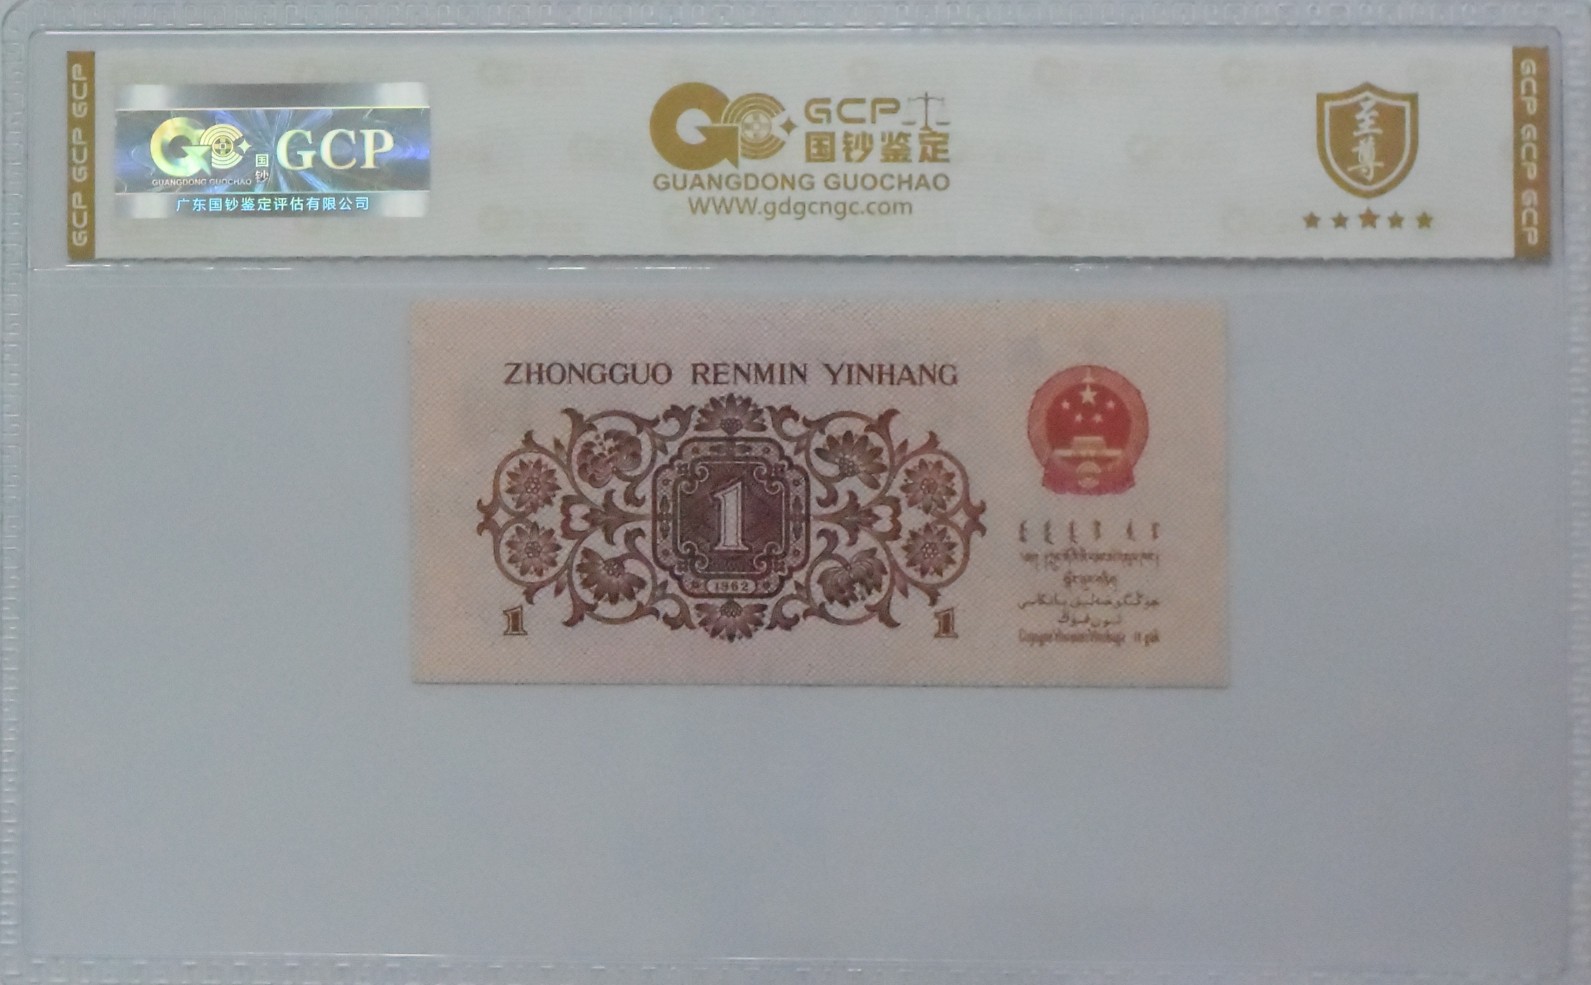 GCP GCP GCP
GUANGDONG GUOCHAO
国钞
GCP
广东国钞鉴定评估有限公司
GCP
国钞鉴定
GUANGDONG GUOCHAO
WWW.gdgcngc.com
至尊
GCP GCP GCP GCP
ZHONGGUO RENMIN YINHANG
1
1962
1 1